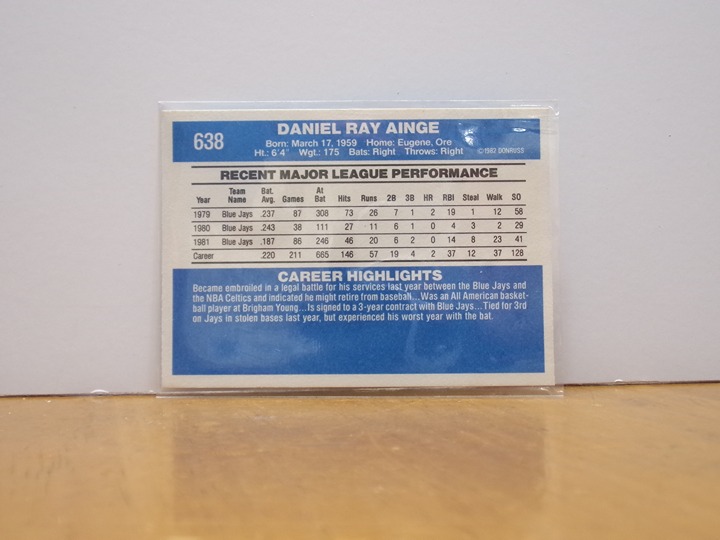 638
DANIEL RAY AINGE
Born: March 17, 1959 Home: Eugene, Ore
Ht.: 6'4" Wgt.: 175 Bats: Right Throws: Right ©1982 DONRUSS
RECENT MAJOR LEAGUE PERFORMANCE
Year Team Name Bat. Avg. Games At Bat Hits Runs 2B 3B HR RBI Steal Walk SO
1979 Blue Jays .237 87 308 73 26 7 1 2 19 1 12 58
1980 Blue Jays .243 38 111 27 11 6 1 0 4 3 2 29
1981 Blue Jays .187 86 246 46 20 6 2 0 14 8 23 41
Career .220 211 665 146 57 19 4 2 37 12 37 128
CAREER HIGHLIGHTS
Became embroiled in a legal battle for his services last year between the Blue Jays and
the NBA Celtics and indicated he might retire from baseball...Was an All American basket-
ball player at Brigham Young...Is signed to a 3-year contract with Blue Jays...Tied for 3rd
on Jays in stolen bases last year, but experienced his worst year with the bat.